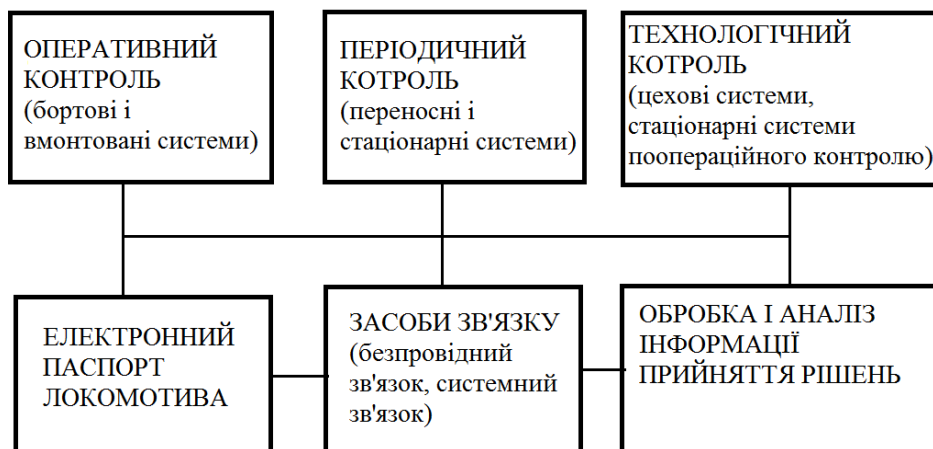 ОПЕРАТИВНИЙ
КОНТРОЛЬ
(бортові і
вмонтовані системи)
ПЕРІОДИЧНИЙ
КОТРОЛЬ
(переносні і
стаціонарні системи)
ТЕХНОЛОГІЧНИЙ
КОТРОЛЬ
(цехові системи,
стаціонарні системи
поопераційного контролю)
ЕЛЕКТРОННИЙ
ПАСПОРТ
ЛОКОМОТИВА
ЗАСОБИ ЗВ'ЯЗКУ
(безпровідний
зв'язок, системний
зв'язок)
ОБРОБКА І АНАЛІЗ
ІНФОРМАЦІЇ
ПРИЙНЯТТЯ РІШЕНЬ